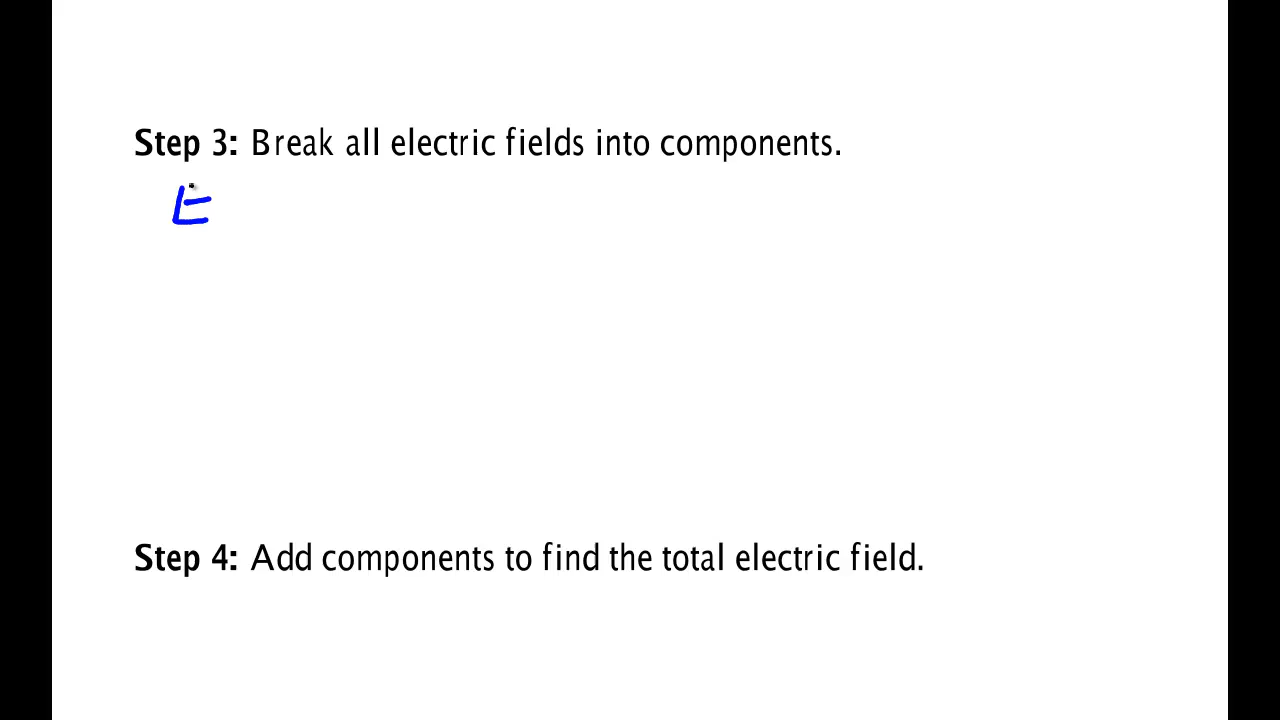 Step 3: Break all electric fields into components.
E
Step 4: Add components to find the total electric field.